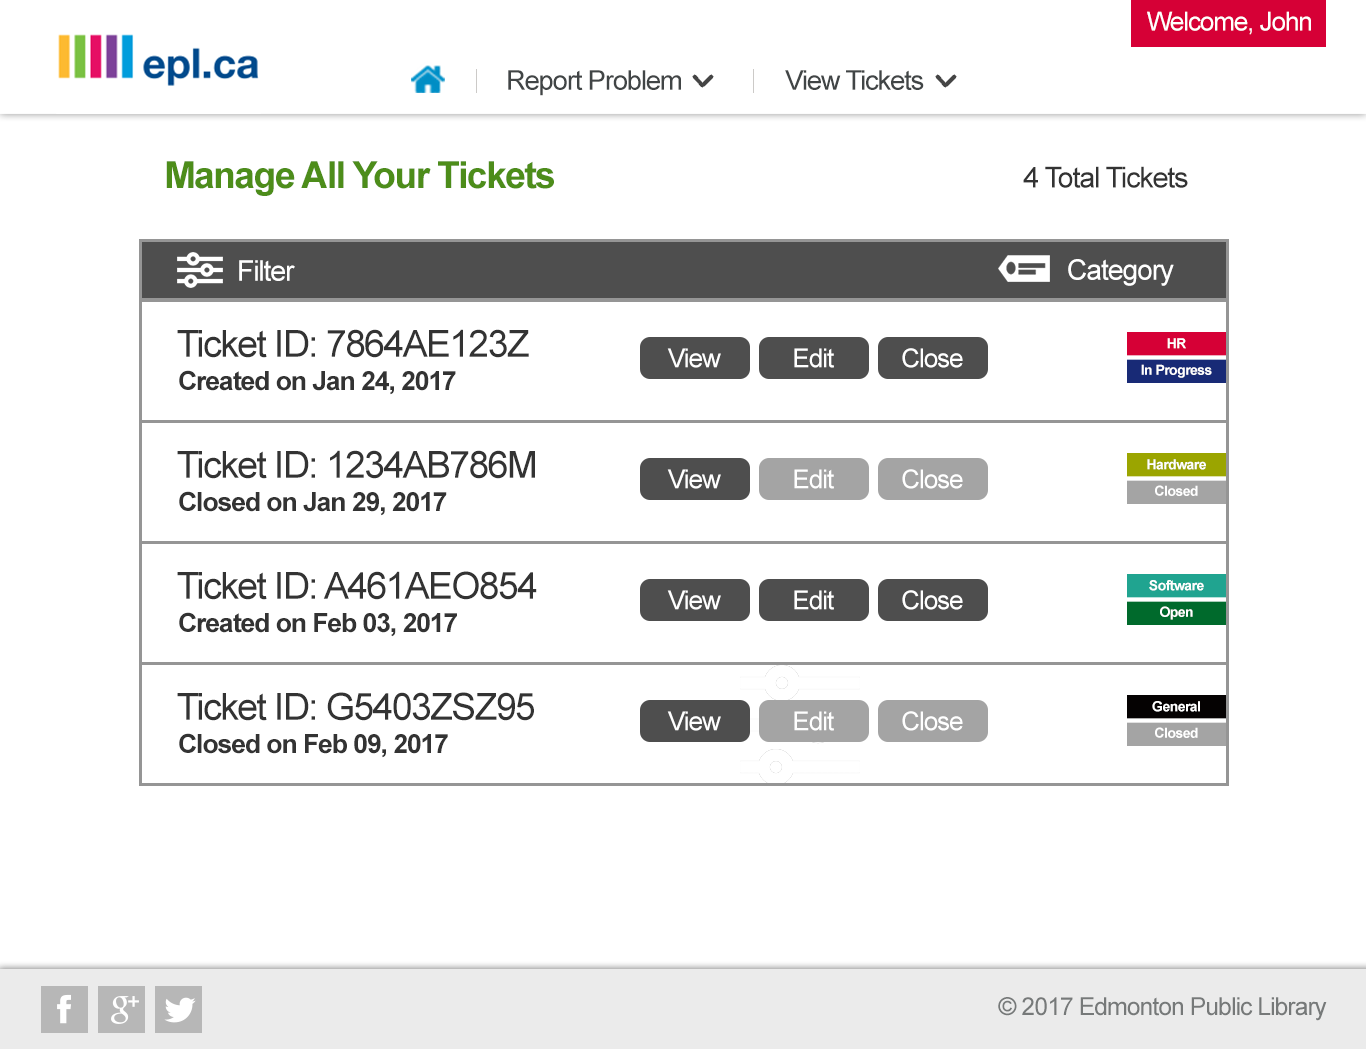 Welcome, John
epl.ca
Report Problem
View Tickets
Manage All Your Tickets
4 Total Tickets
Filter
Category
Ticket ID: 7864AE123Z
Created on Jan 24, 2017
View
Edit
Close
HR
In Progress
Ticket ID: 1234AB786M
Closed on Jan 29, 2017
View
Edit
Close
Hardware
Closed
Ticket ID: A461AEO854
Created on Feb 03, 2017
View
Edit
Close
Software
Open
Ticket ID: G5403ZSZ95
Closed on Feb 09, 2017
View
Edit
Close
General
Closed
f
g+
© 2017 Edmonton Public Library